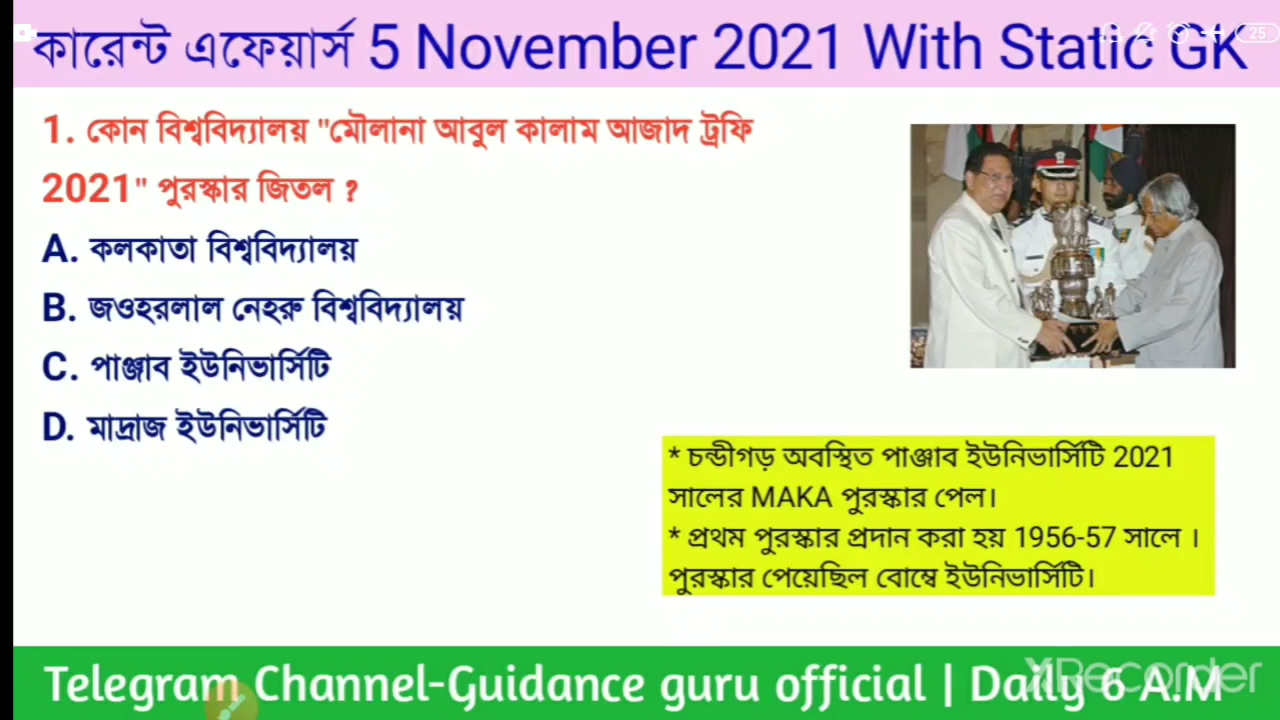 কারেন্ট এফেয়ার্স 5 November 2021 With Static GK
25
1. কোন বিশ্ববিদ্যালয় "মৌলানা আবুল কালাম আজাদ ট্রফি
2021" পুরস্কার জিতল ?
A. কলকাতা বিশ্ববিদ্যালয়
B. জওহরলাল নেহরু বিশ্ববিদ্যালয়
C. পাঞ্জাব ইউনিভার্সিটি
D. মাদ্রাজ ইউনিভার্সিটি
* চন্ডীগড় অবস্থিত পাঞ্জাব ইউনিভার্সিটি 2021
সালের MAKA পুরস্কার পেল।
* প্রথম পুরস্কার প্রদান করা হয় 1956-57 সালে ।
পুরস্কার পেয়েছিল বোম্বে ইউনিভার্সিটি।
Telegram Channel-Guidance guru official | Daily 6 A.M
XRecorder